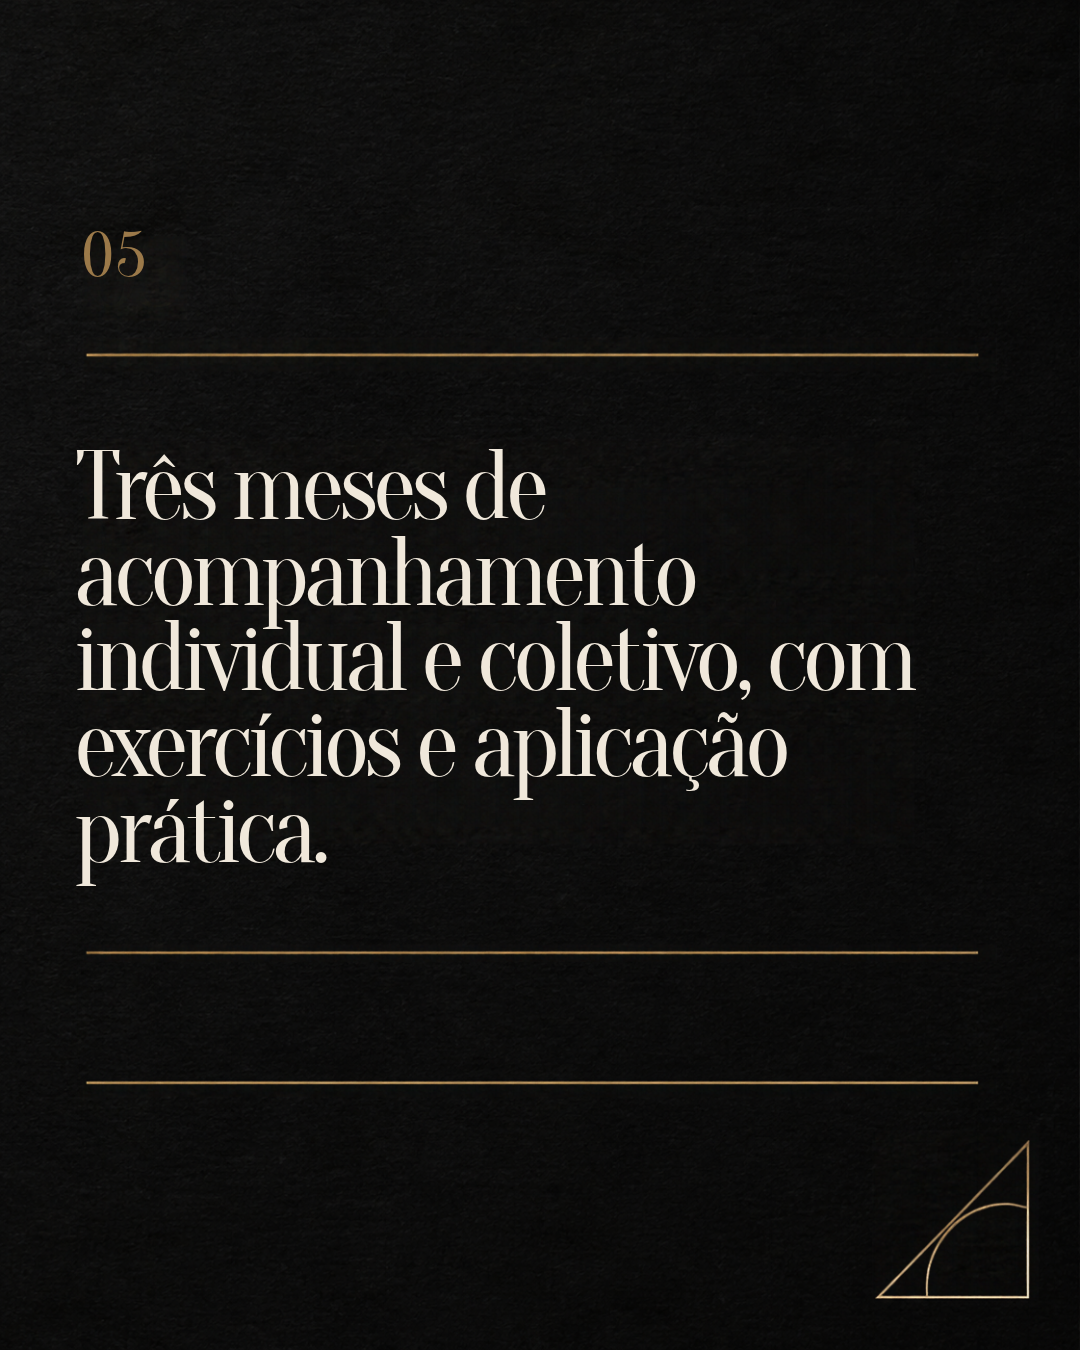 05
Três meses de
acompanhamento
individual e coletivo, com
exercícios e aplicação
prática.